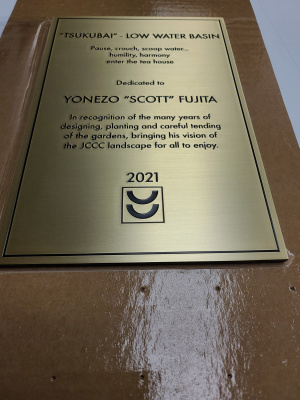 "TSUKUBAI" - LOW WATER BASIN
Pause, crouch, scoop water...
humility, harmony
enter the tea house
Dedicated to
YONEZO "SCOTT" FUJITA
In recognition of the many years of
designing, planting and careful tending
of the gardens, bringing his vision of
the JCCC landscape for all to enjoy.
2021